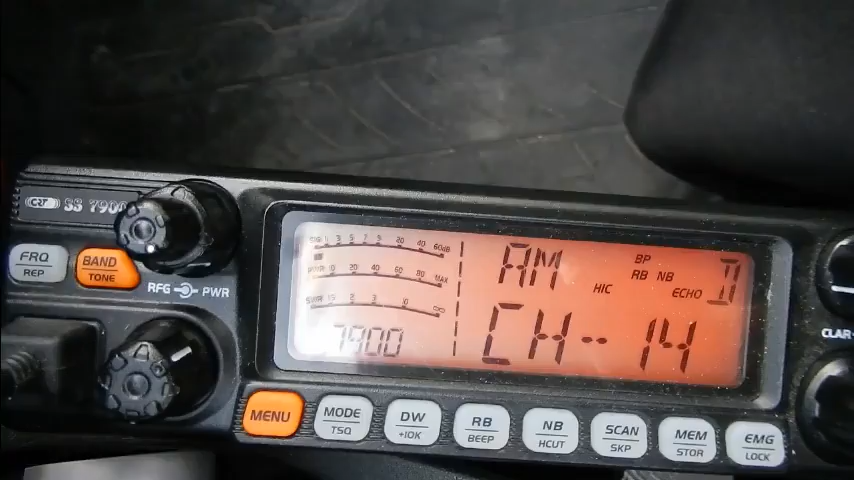 CRT SS 7900
FRQ
REP
BAND
TONE
RFG PWR
SIG 1 3 5 7 9 20 40 60dB
PWR 10 20 40 60 80 MAX
SWR 1.5 2 3 10 ∞
7900
AM
HIC
BP
RB NB
ECHO
D
CH-- 14
CLAR
MENU
MODE
TSQ
DW
+10K
RB
BEEP
NB
HCUT
SCAN
SKP
MEM
STOR
EMG
LOCK